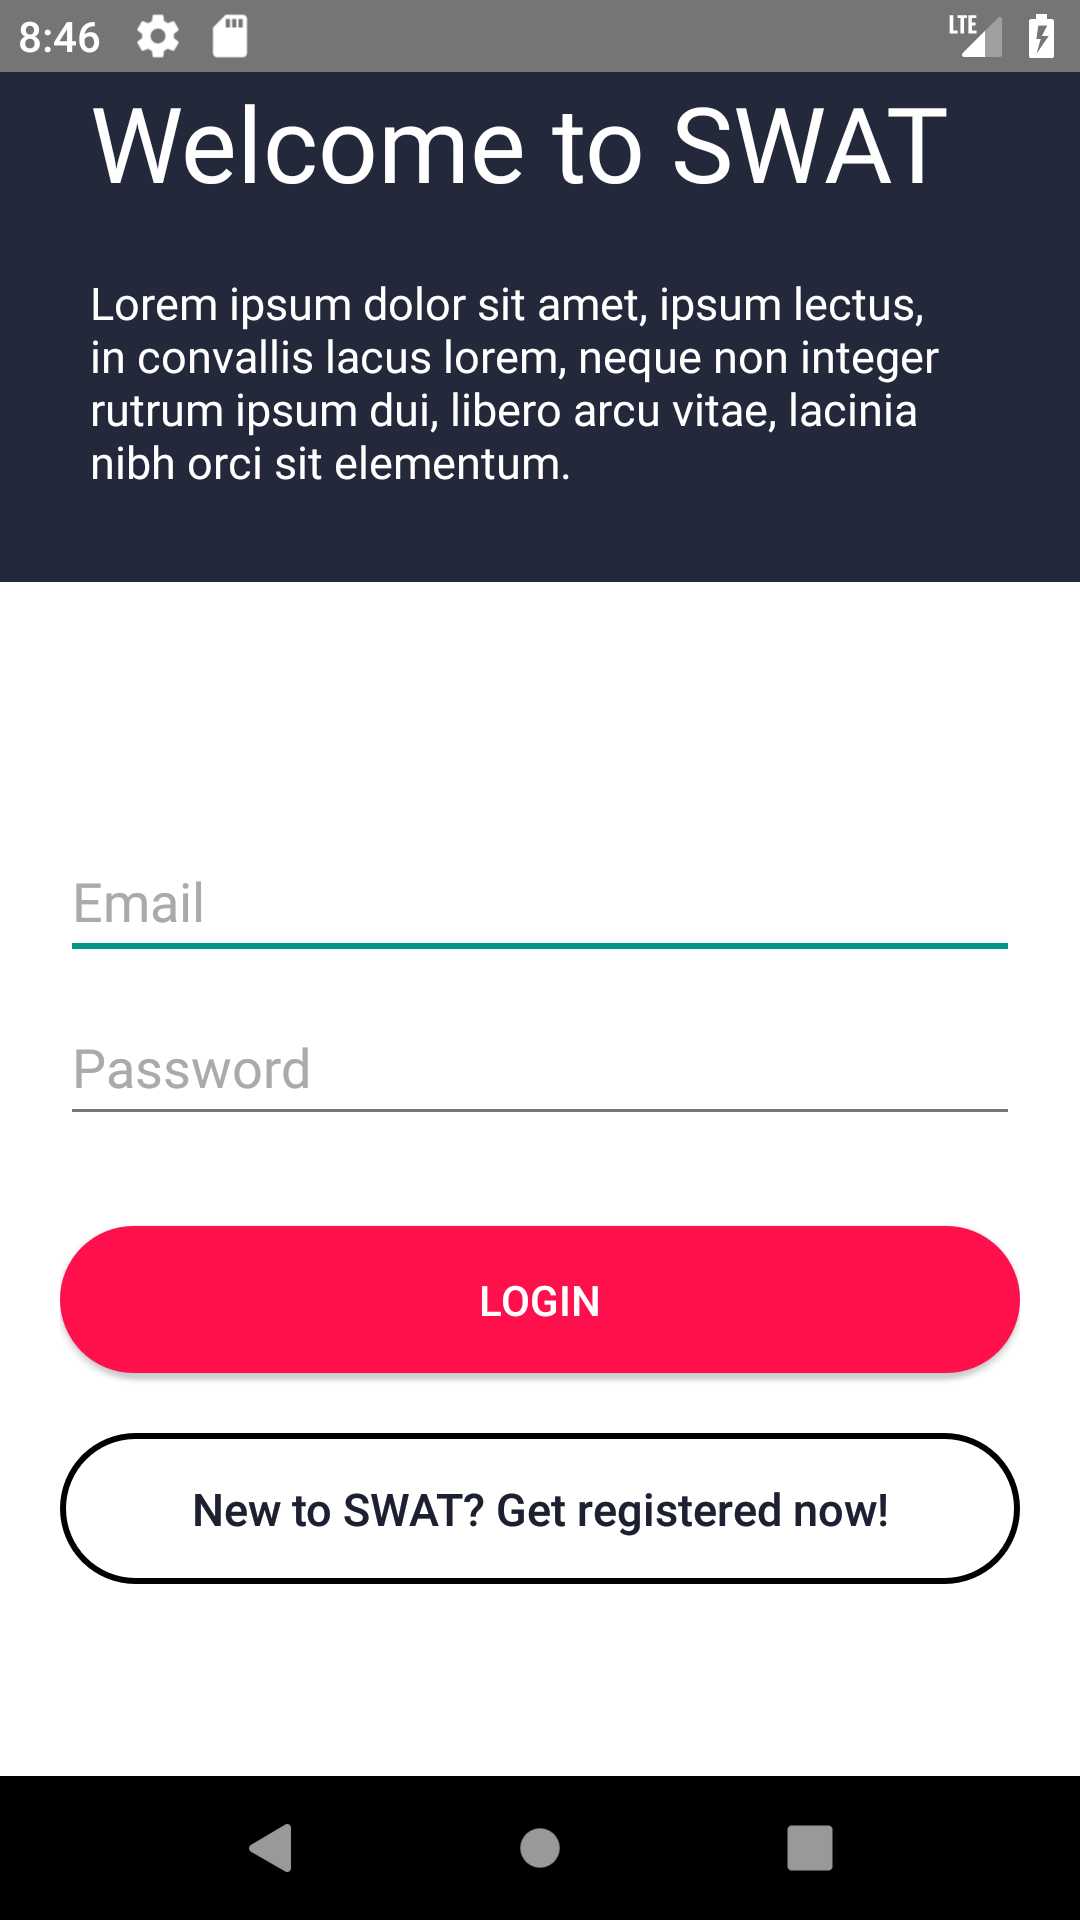 8:46
LTE
Welcome to SWAT
Lorem ipsum dolor sit amet, ipsum lectus,
in convallis lacus lorem, neque non integer
rutrum ipsum dui, libero arcu vitae, lacinia
nibh orci sit elementum.
Email
Password
LOGIN
New to SWAT? Get registered now!